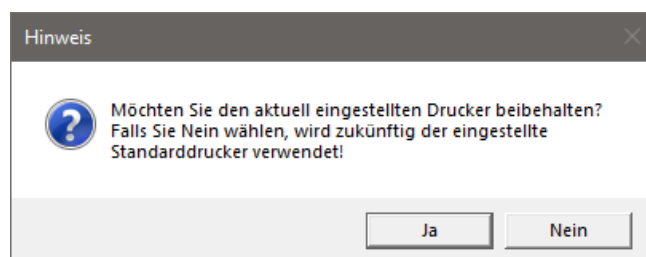 Hinweis
Möchten Sie den aktuell eingestellten Drucker beibehalten?
Falls Sie Nein wählen, wird zukünftig der eingestellte
Standarddrucker verwendet!
Ja
Nein